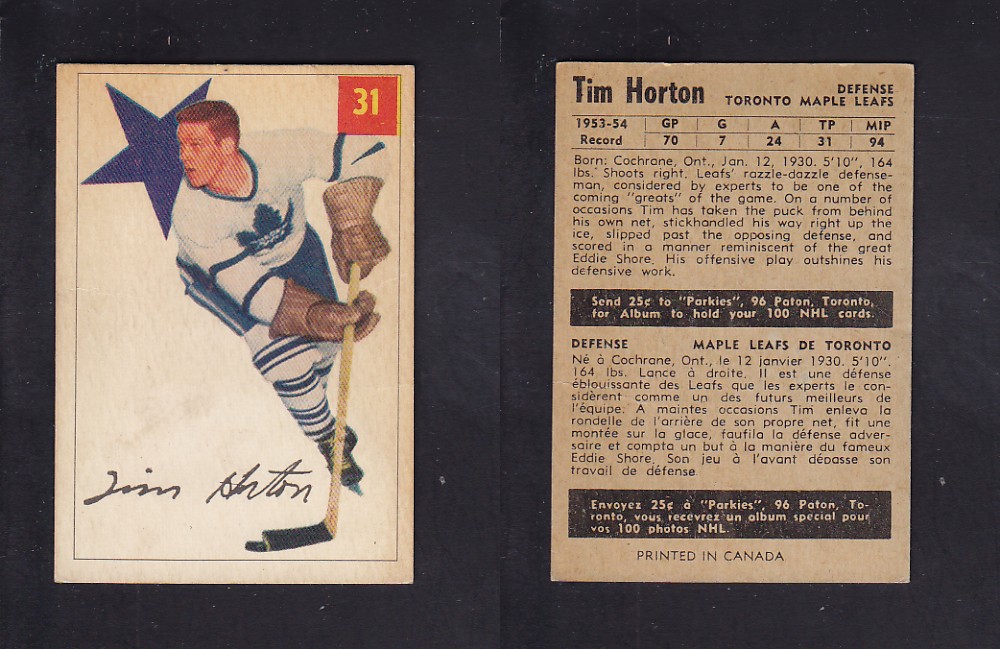 31
Tim Horton
Tim Horton
DEFENSE
TORONTO MAPLE LEAFS
1953-54 GP G A TP MIP
Record 70 7 24 31 94
Born: Cochrane, Ont., Jan. 12, 1930. 5'10", 164
lbs. Shoots right. Leafs' razzle-dazzle defense-
man, considered by experts to be one of the
coming "greats" of the game. On a number of
occasions Tim has taken the puck from behind
his own net, stickhandled his way right up the
ice, slipped past the opposing defense, and
scored in a manner reminiscent of the great
Eddie Shore. His offensive play outshines his
defensive work.
Send 25¢ to "Parkies", 96 Paton, Toronto,
for Album to hold your 100 NHL cards.
DEFENSE MAPLE LEAFS DE TORONTO
Né à Cochrane, Ont., le 12 janvier 1930. 5'10".
164 lbs. Lance à droite. Il est une défense
éblouissante des Leafs que les experts le con-
sidèrent comme un des futurs meilleurs de
l'équipe. A maintes occasions Tim enleva la
rondelle de l'arrière de son propre net, fit une
montée sur la glace, faufila la défense adver-
saire et compta un but à la manière du fameux
Eddie Shore. Son jeu à l'avant dépasse son
travail de défense.
Envoyez 25¢ à "Parkies", 96 Paton, To-
ronto, vous recevrez un album special pour
vos 100 photos NHL.
PRINTED IN CANADA